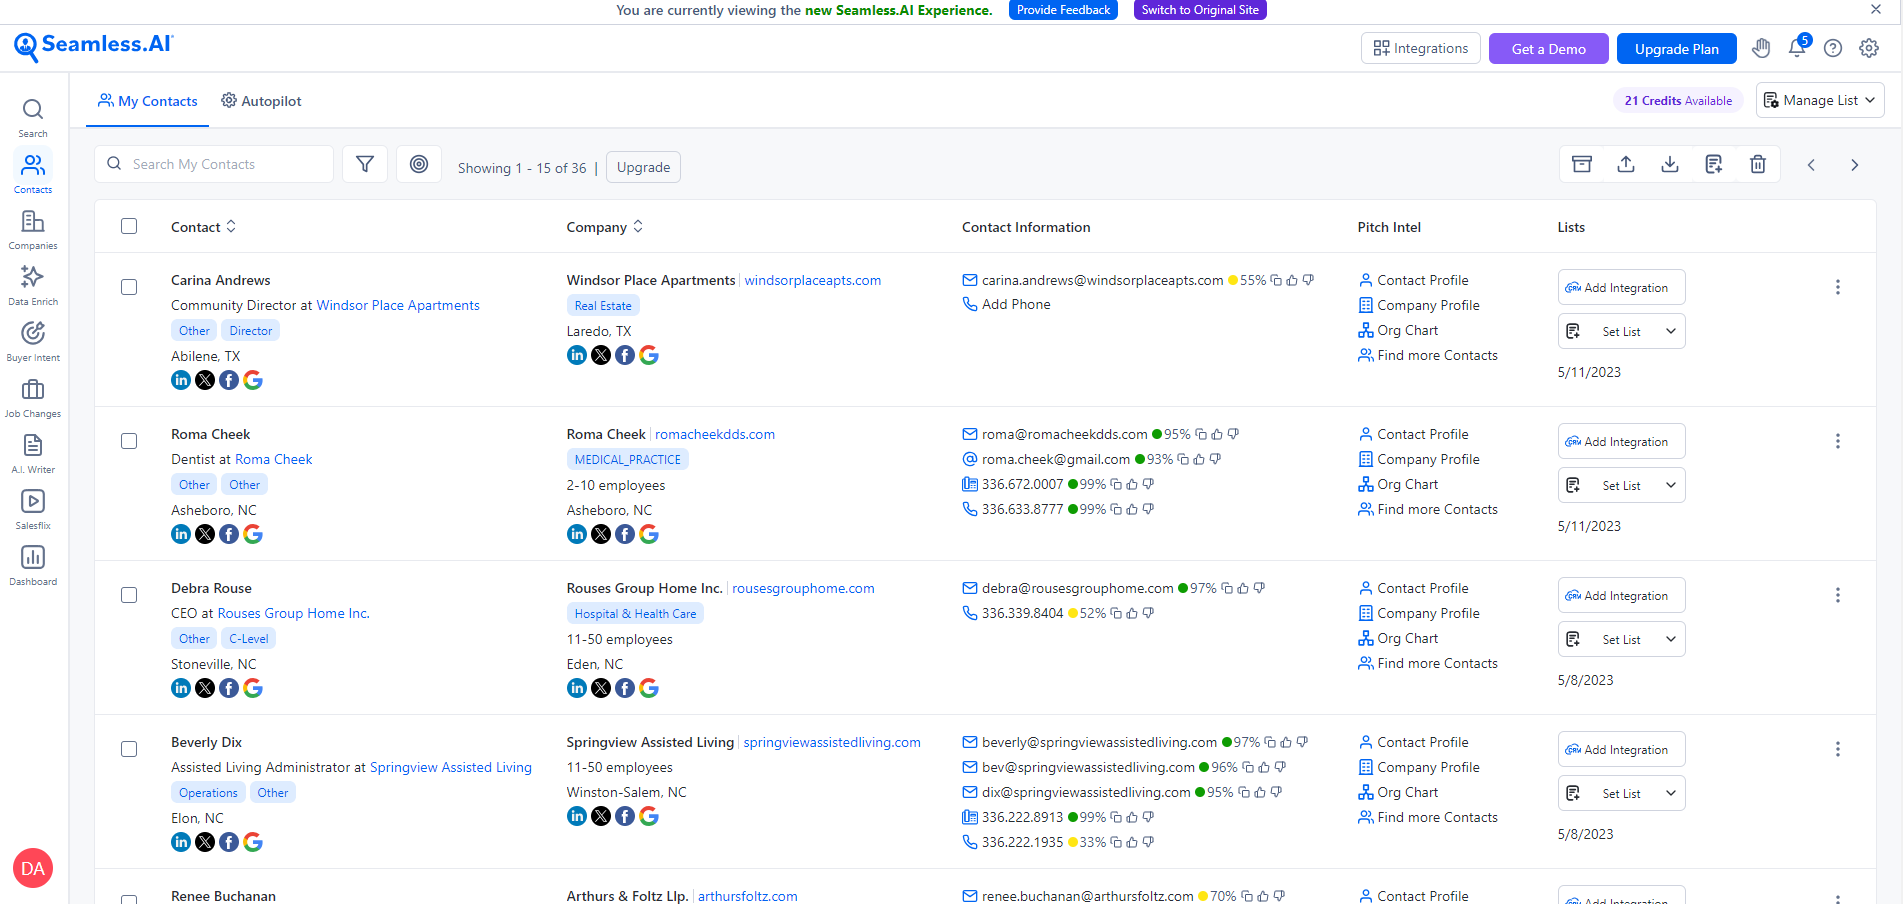 You are currently viewing the new Seamless.AI Experience. Provide Feedback Switch to Original Site
Seamless.AI
Integrations Get a Demo Upgrade Plan 5
My Contacts Autopilot 21 Credits Available Manage List
Search
Contacts
Companies
Data Enrich
Buyer Intent
Job Changes
A.I. Writer
Salesflix
Dashboard
DA
Search My Contacts Showing 1 - 15 of 36 | Upgrade
Contact Company Contact Information Pitch Intel Lists
Carina Andrews
Community Director at Windsor Place Apartments
Other Director
Abilene, TX
Windsor Place Apartments windsorplaceapts.com
Real Estate
Laredo, TX
carina.andrews@windsorplaceapts.com 55%
Add Phone
Contact Profile
Company Profile
Org Chart
Find more Contacts
Add Integration
Set List
5/11/2023
Roma Cheek
Dentist at Roma Cheek
Other Other
Asheboro, NC
Roma Cheek romacheekdds.com
MEDICAL_PRACTICE
2-10 employees
Asheboro, NC
roma@romacheekdds.com 95%
roma.cheek@gmail.com 93%
336.672.0007 99%
336.633.8777 99%
Contact Profile
Company Profile
Org Chart
Find more Contacts
Add Integration
Set List
5/11/2023
Debra Rouse
CEO at Rouses Group Home Inc.
Other C-Level
Stoneville, NC
Rouses Group Home Inc. rousesgrouphome.com
Hospital & Health Care
11-50 employees
Eden, NC
debra@rousesgrouphome.com 97%
336.339.8404 52%
Contact Profile
Company Profile
Org Chart
Find more Contacts
Add Integration
Set List
5/8/2023
Beverly Dix
Assisted Living Administrator at Springview Assisted Living
Operations Other
Elon, NC
Springview Assisted Living springviewassistedliving.com
11-50 employees
Winston-Salem, NC
beverly@springviewassistedliving.com 97%
bev@springviewassistedliving.com 96%
dix@springviewassistedliving.com 95%
336.222.8913 99%
336.222.1935 33%
Contact Profile
Company Profile
Org Chart
Find more Contacts
Add Integration
Set List
5/8/2023
Renee Buchanan
Arthurs & Foltz Llp. arthursfoltz.com
renee.buchanan@arthursfoltz.com 70%
Contact Profile
Add Integration